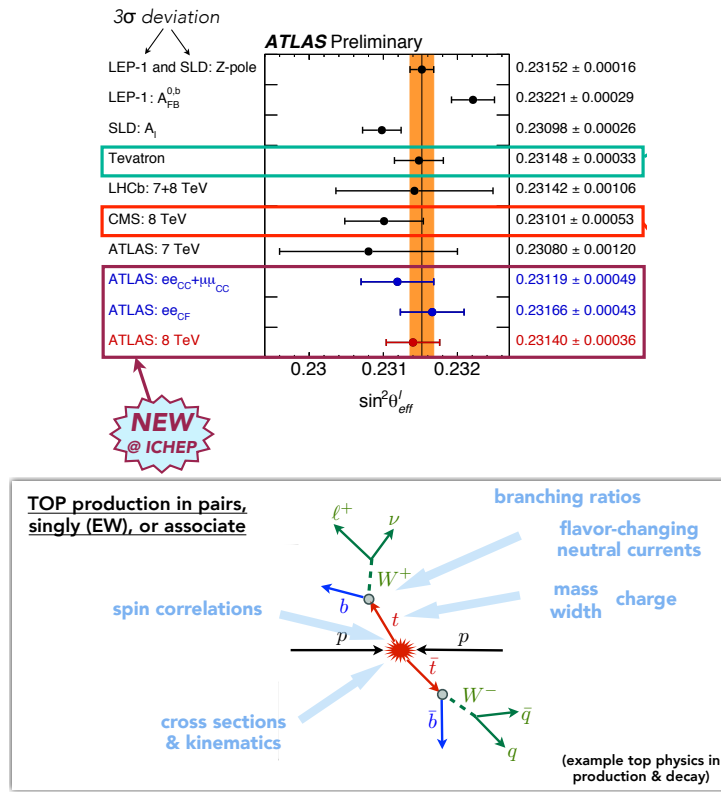 3σ deviation
ATLAS Preliminary
LEP-1 and SLD: Z-pole 0.23152 ± 0.00016
LEP-1: A_FB^0,b 0.23221 ± 0.00029
SLD: A_l 0.23098 ± 0.00026
Tevatron 0.23148 ± 0.00033
LHCb: 7+8 TeV 0.23142 ± 0.00106
CMS: 8 TeV 0.23101 ± 0.00053
ATLAS: 7 TeV 0.23080 ± 0.00120
ATLAS: ee_CC+μμ_CC 0.23119 ± 0.00049
ATLAS: ee_CF 0.23166 ± 0.00043
ATLAS: 8 TeV 0.23140 ± 0.00036
0.23 0.231 0.232
sin²θ^l_eff
NEW
@ ICHEP
TOP production in pairs,
singly (EW), or associate
branching ratios
flavor-changing
neutral currents
mass
width
charge
spin correlations
cross sections
& kinematics
ℓ⁺ ν
W⁺
b
t
p p
t̄
W⁻
b̄
q̄
q
(example top physics in
production & decay)